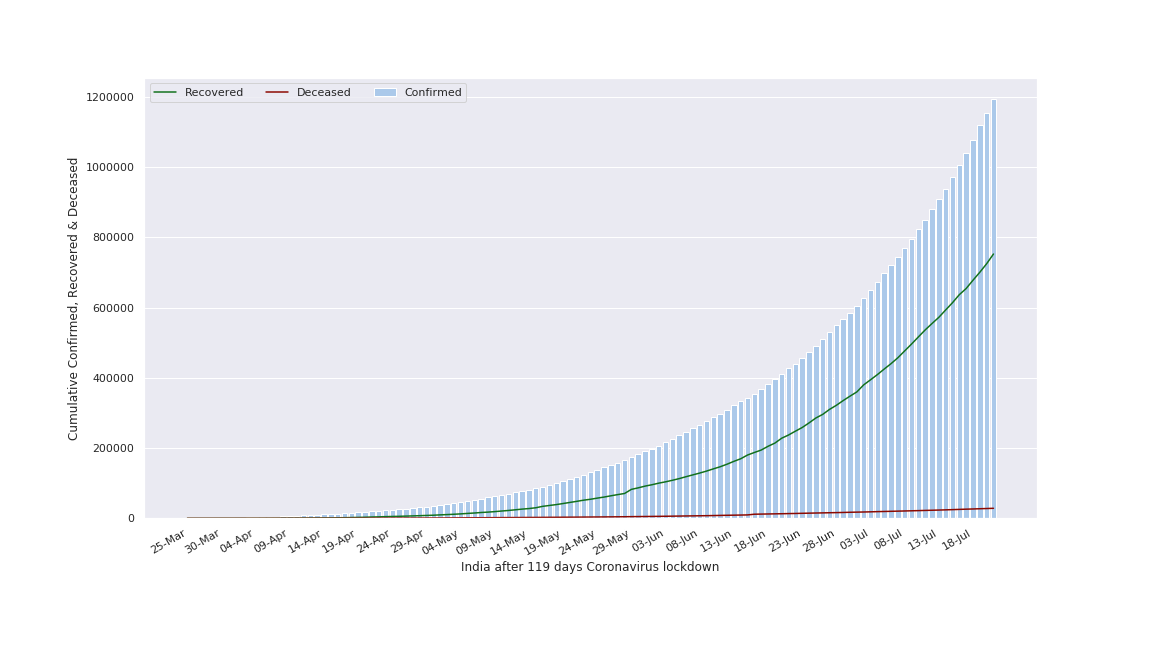 Recovered Deceased Confirmed
1200000
1000000
800000
600000
400000
200000
0
Cumulative Confirmed, Recovered & Deceased
25-Mar 30-Mar 04-Apr 09-Apr 14-Apr 19-Apr 24-Apr 29-Apr 04-May 09-May 14-May 19-May 24-May 29-May 03-Jun 08-Jun 13-Jun 18-Jun 23-Jun 28-Jun 03-Jul 08-Jul 13-Jul 18-Jul
India after 119 days Coronavirus lockdown